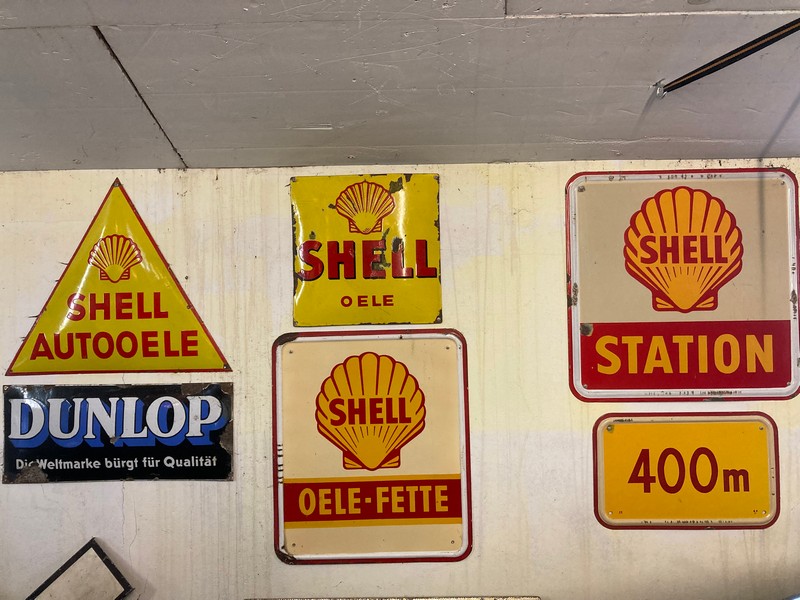 SHELL
AUTOOELE
DUNLOP
Die Weltmarke bürgt für Qualität
SHELL
OELE
SHELL
OELE-FETTE
SHELL
STATION
400m